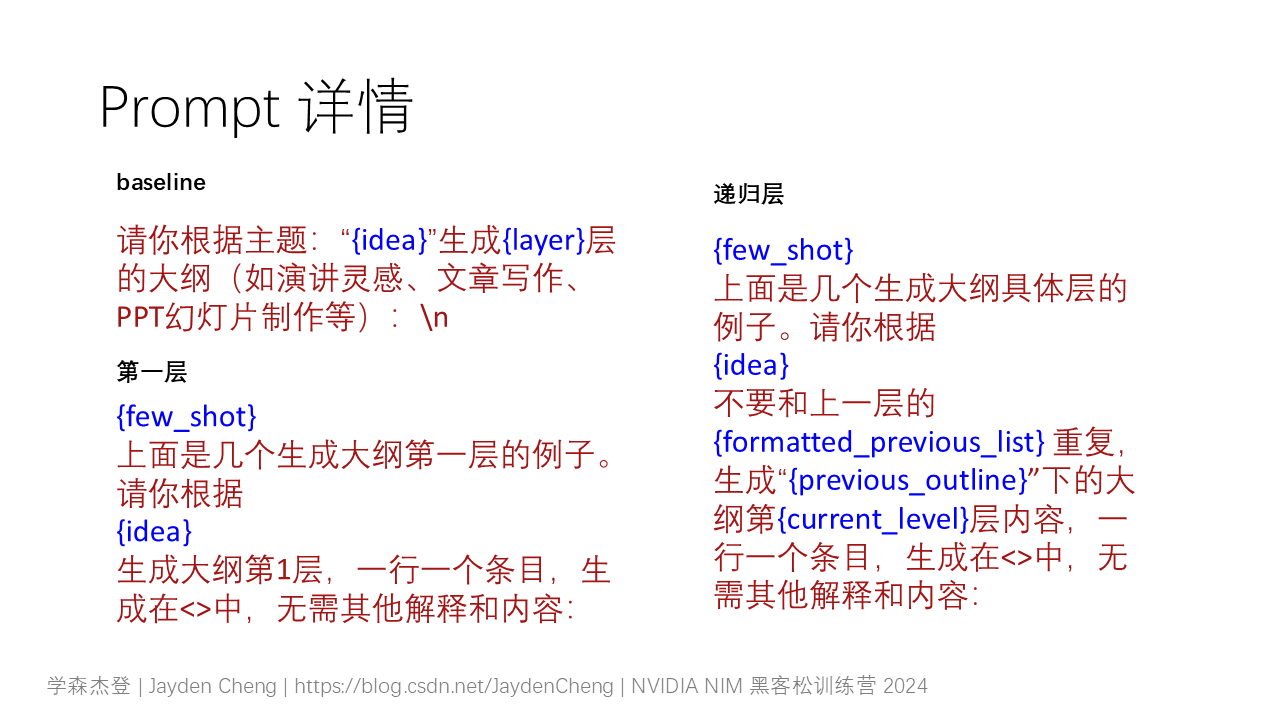 Prompt 详情
baseline
请你根据主题：“{idea}”生成{layer}层
的大纲（如演讲灵感、文章写作、
PPT幻灯片制作等）：\n
第一层
{few_shot}
上面是几个生成大纲第一层的例子。
请你根据
{idea}
生成大纲第1层，一行一个条目，生
成在<>中，无需其他解释和内容：
递归层
{few_shot}
上面是几个生成大纲具体层的
例子。请你根据
{idea}
不要和上一层的
{formatted_previous_list} 重复，
生成“{previous_outline}”下的大
纲第{current_level}层内容，一
行一个条目，生成在<>中，无
需其他解释和内容：
学森杰登 | Jayden Cheng | https://blog.csdn.net/JaydenCheng | NVIDIA NIM 黑客松训练营 2024